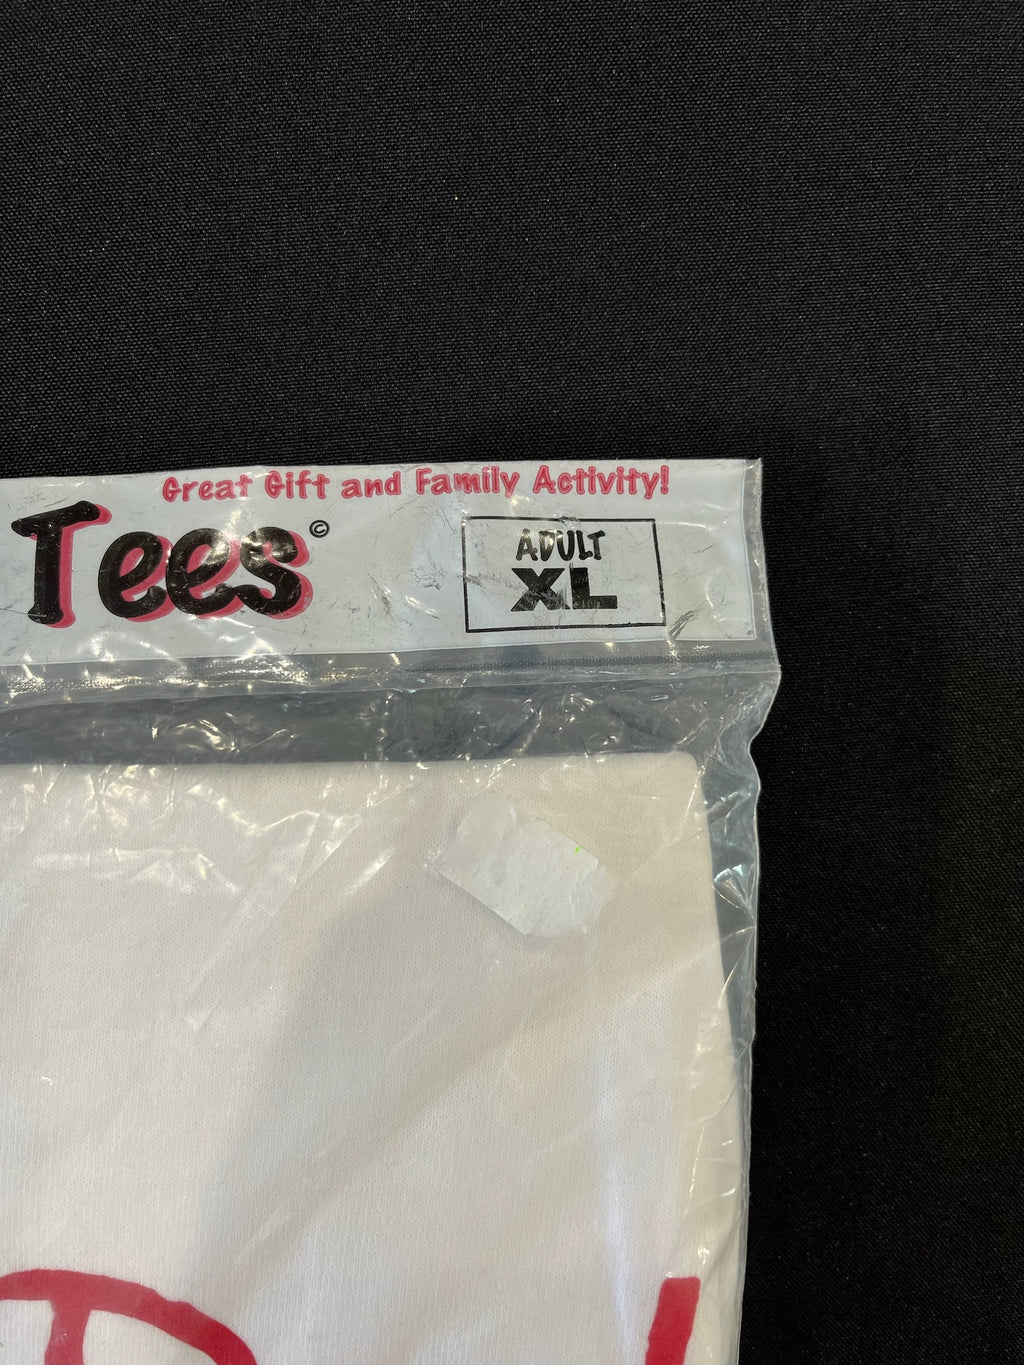 Great Gift and Family Activity!
Tees©
ADULT
XL